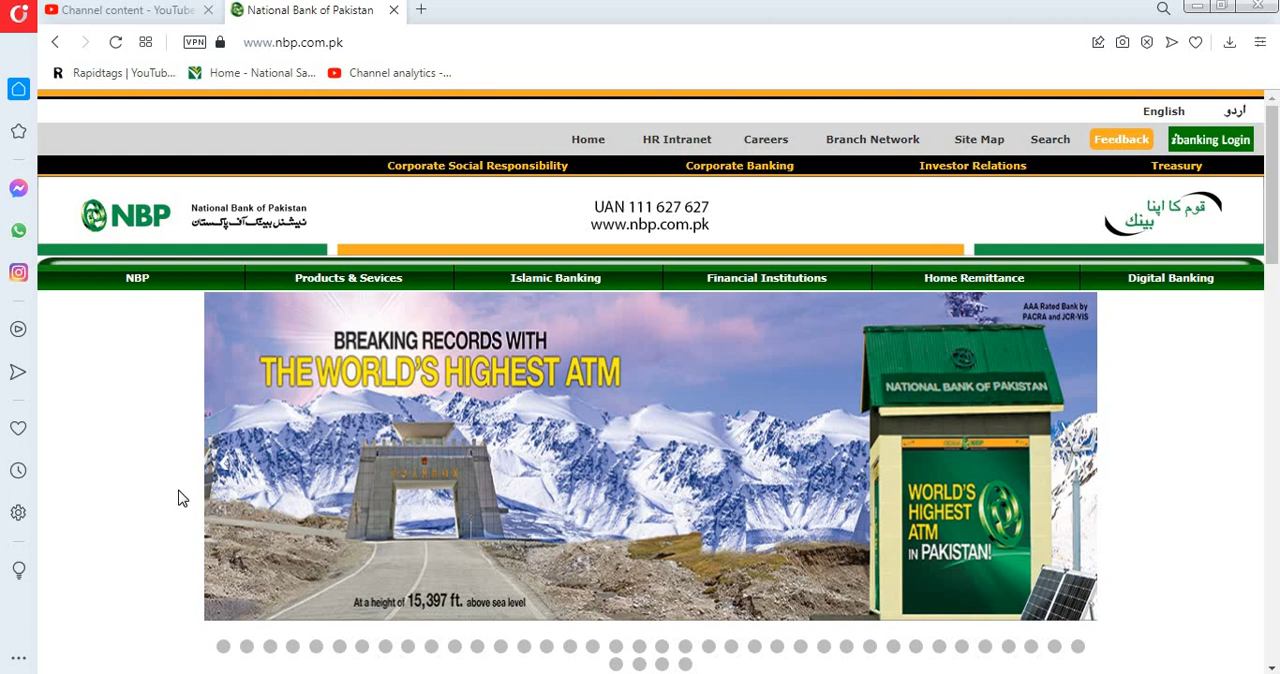 Channel content - YouTube
National Bank of Pakistan
VPN
www.nbp.com.pk
R Rapidtags | YouTub...
Home - National Sa...
Channel analytics -...
English
اردو
Home
HR Intranet
Careers
Branch Network
Site Map
Search
Feedback
ibanking Login
Corporate Social Responsibility
Corporate Banking
Investor Relations
Treasury
NBP
National Bank of Pakistan
نیشنل بینک آف پاکستان
UAN 111 627 627
www.nbp.com.pk
قوم کا اپنا
بینک
NBP
Products & Sevices
Islamic Banking
Financial Institutions
Home Remittance
Digital Banking
AAA Rated Bank by
PACRA and JCR-VIS
BREAKING RECORDS WITH
THE WORLD'S HIGHEST ATM
NATIONAL BANK OF PAKISTAN
NBP
WORLD'S
HIGHEST
ATM
IN PAKISTAN!
At a height of 15,397 ft. above sea level